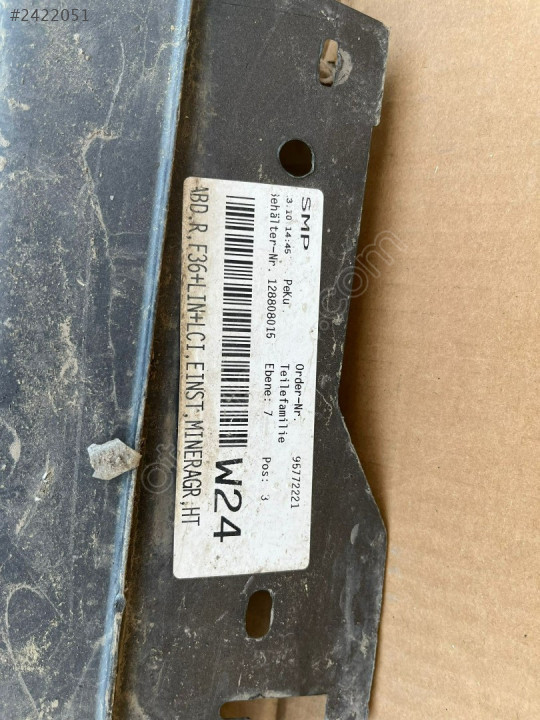 #2422051
SMP
3.10 14:45 PeKu. Order-Nr. 95772221
Teilefamilie
ehälter-Nr. 128808015 Ebene: 7 Pos: 3
W24
ABD,R,E36+LIN+LCI,EINST,MINERAGR,HT